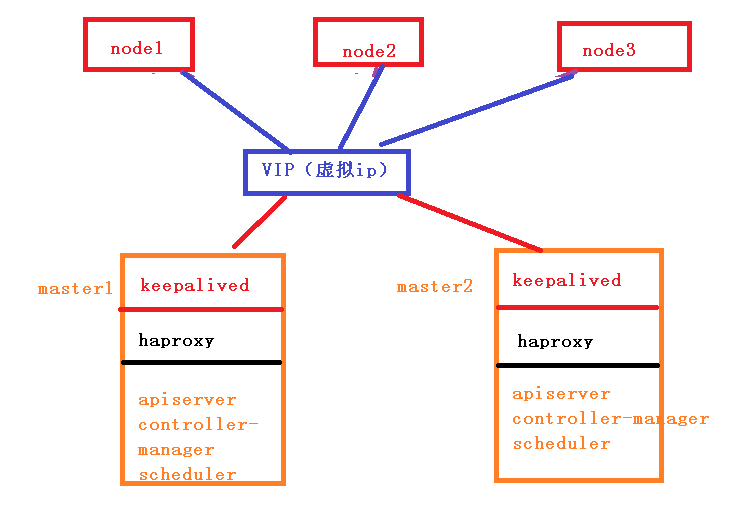 node1
node2
node3
VIP（虚拟ip）
master1
keepalived
haproxy
apiserver
controller-
manager
scheduler
master2
keepalived
haproxy
apiserver
controller-manager
scheduler